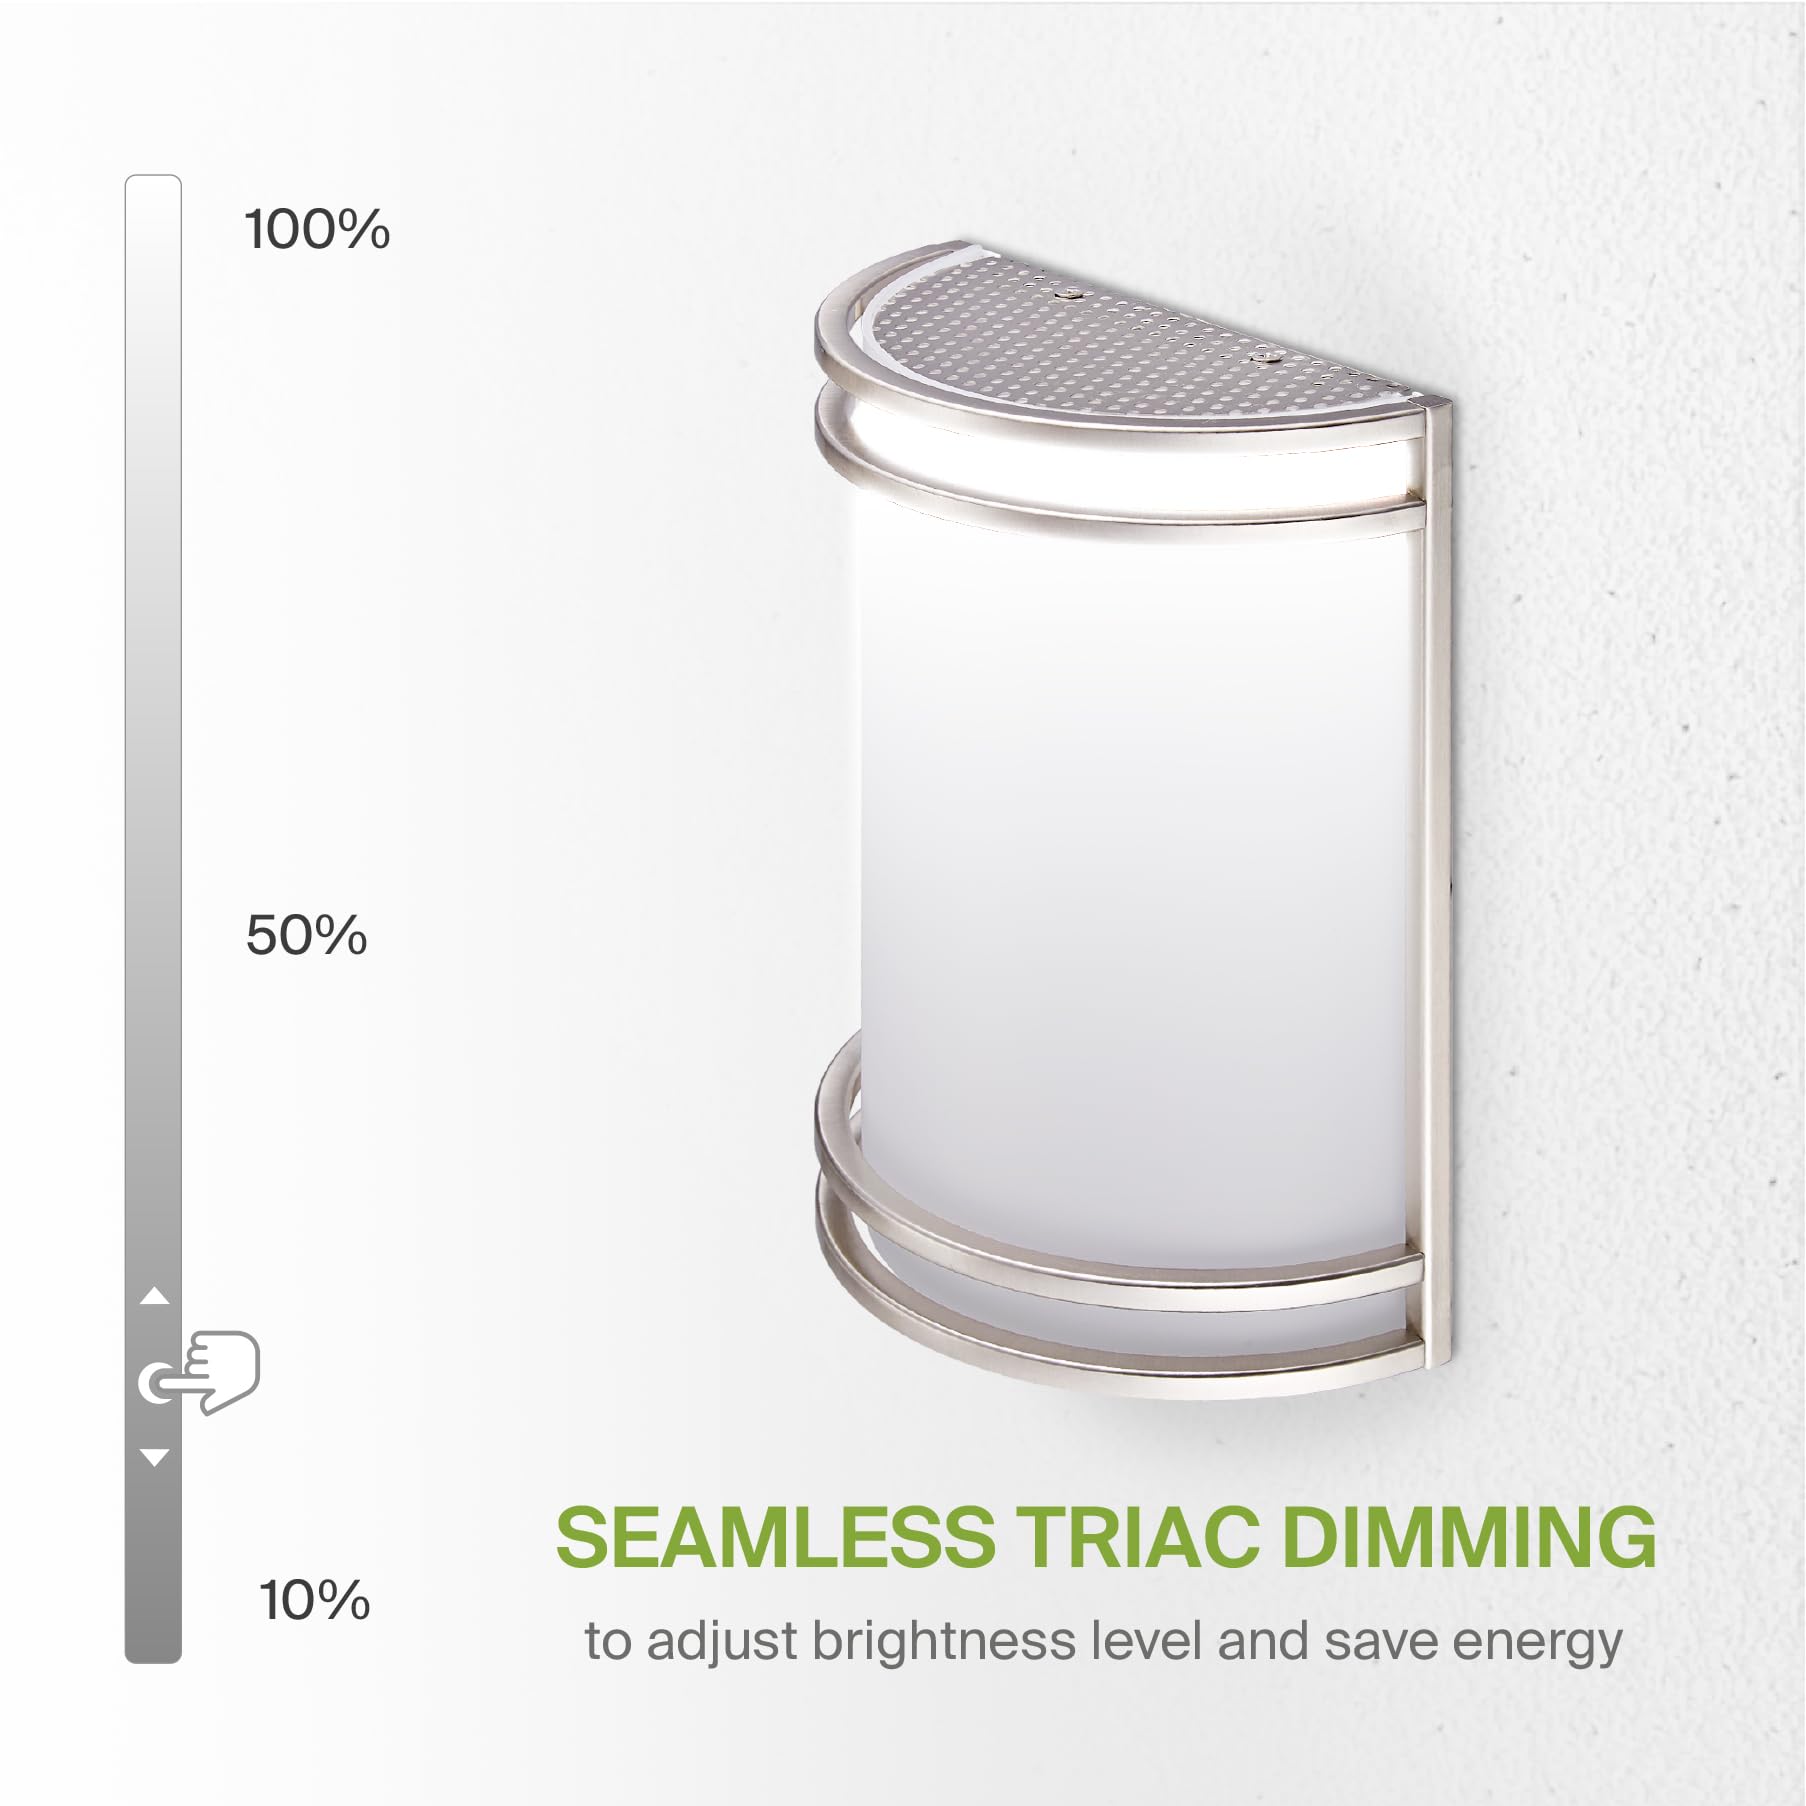 100%
50%
10%
SEAMLESS TRIAC DIMMING
to adjust brightness level and save energy